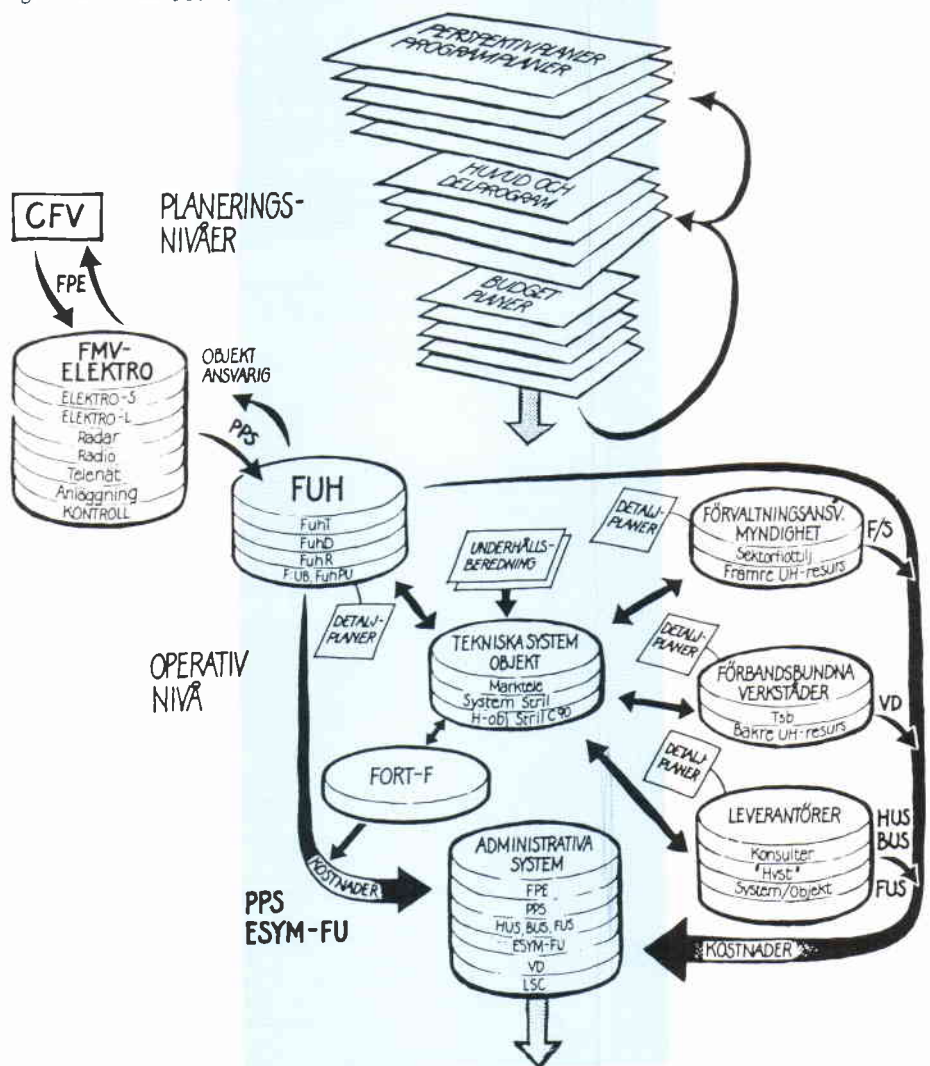 PERSPEKTIVPLANER
PROGRAMPLANER
HUVUD OCH
DELPROGRAM
BUDGET
PLANER
CFV
FPE
PLANERINGS-
NIVÅER
FMV-
ELEKTRO
ELEKTRO-S
ELEKTRO-L
Radar
Radio
Telenät
Anläggning
KONTROLL
OBJEKT
ANSVARIG
PPS
FUH
FuhT
FuhD
FuhR
F:UB, FuhPU
DETALJ-
PLANER
UNDERHÅLLS-
BEREDNING
DETALJ-
PLANER
FÖRVALTNINGSANSV.
MYNDIGHET
Sektorflottilj
Främre UH-resurs
F/S
OPERATIV
NIVÅ
TEKNISKA SYSTEM
OBJEKT
Marktele
System Stril
H-obj StriTC 90
DETALJ-
PLANER
FÖRBANDSBUNDNA
VERKSTÄDER
Tsb
Bakre UH-resurs
VD
FORT-F
DETALJ-
PLANER
LEVERANTÖRER
Konsulter
"Hvst"
System/Objekt
HUS
BUS
FUS
KOSTNADER
PPS
ESYM-FU
ADMINISTRATIVA
SYSTEM
FPE
PPS
HUS, BUS, FUS
ESYM-FU
VD
LSC
KOSTNADER